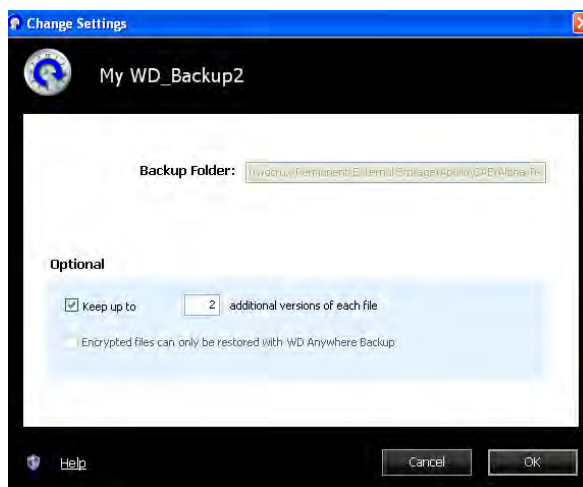 Change Settings
My WD_Backup2
Backup Folder:
Optional
Keep up to 2 additional versions of each file
Encrypted files can only be restored with WD Anywhere Backup
Help
Cancel
OK